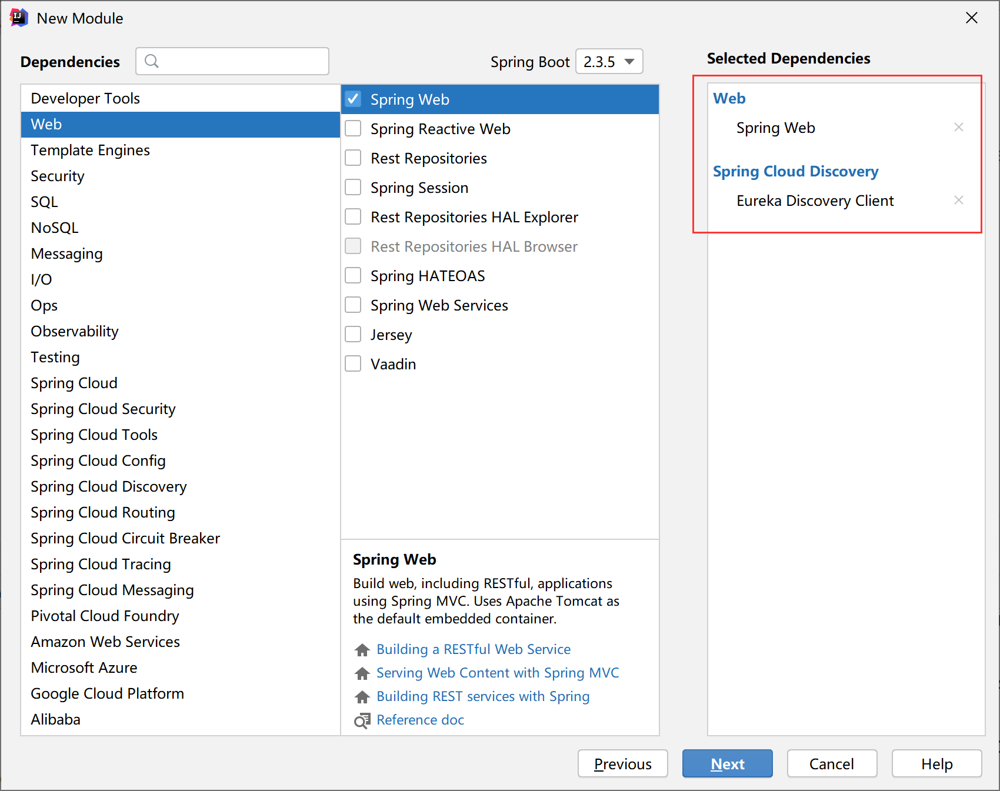 New Module
Dependencies
Spring Boot 2.3.5
Selected Dependencies
Developer Tools
Web
Template Engines
Security
SQL
NoSQL
Messaging
I/O
Ops
Observability
Testing
Spring Cloud
Spring Cloud Security
Spring Cloud Tools
Spring Cloud Config
Spring Cloud Discovery
Spring Cloud Routing
Spring Cloud Circuit Breaker
Spring Cloud Tracing
Spring Cloud Messaging
Pivotal Cloud Foundry
Amazon Web Services
Microsoft Azure
Google Cloud Platform
Alibaba
Spring Web
Spring Reactive Web
Rest Repositories
Spring Session
Rest Repositories HAL Explorer
Rest Repositories HAL Browser
Spring HATEOAS
Spring Web Services
Jersey
Vaadin
Spring Web
Build web, including RESTful, applications
using Spring MVC. Uses Apache Tomcat as
the default embedded container.
Building a RESTful Web Service
Serving Web Content with Spring MVC
Building REST services with Spring
Reference doc
Web
Spring Web
Spring Cloud Discovery
Eureka Discovery Client
Previous
Next
Cancel
Help